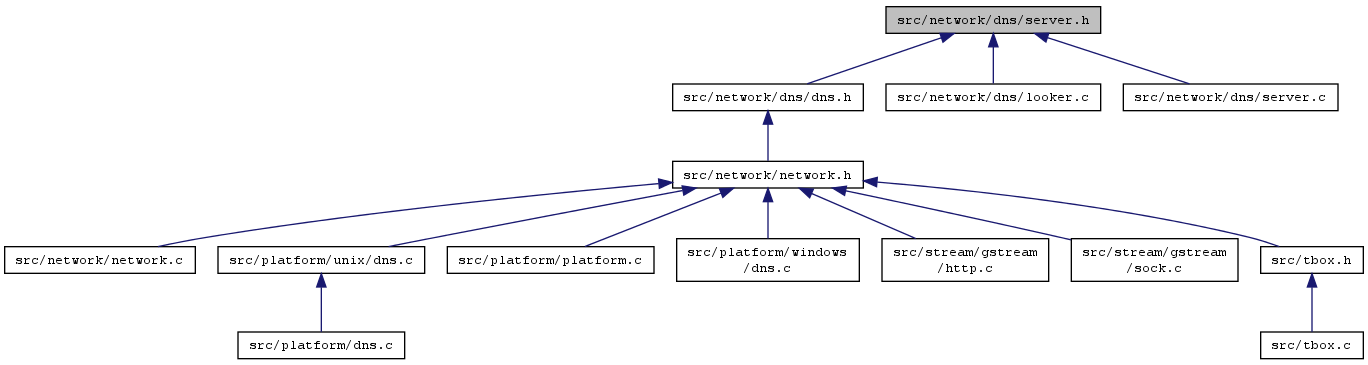 src/network/dns/server.h
src/network/dns/dns.h
src/network/dns/looker.c
src/network/dns/server.c
src/network/network.h
src/network/network.c
src/platform/unix/dns.c
src/platform/platform.c
src/platform/windows
/dns.c
src/stream/gstream
/http.c
src/stream/gstream
/sock.c
src/tbox.h
src/platform/dns.c
src/tbox.c